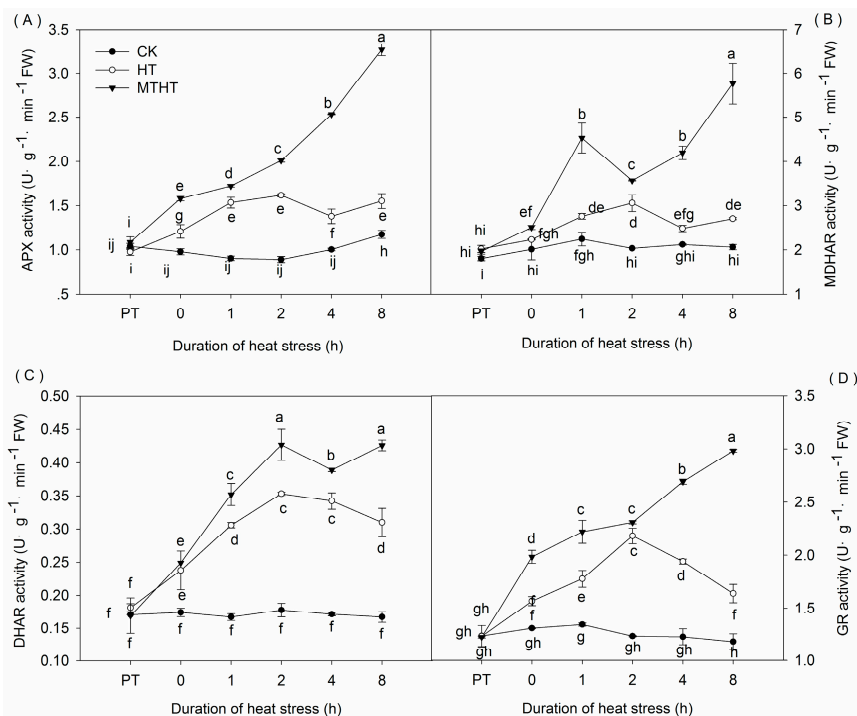 ( A )
( B )
3.5
3.0
2.5
2.0
1.5
1.0
.5
APX activity (U· g⁻¹· min⁻¹ FW)
CK
HT
MTHT
i
ij
i
e
g
ij
d
e
ij
c
e
ij
b
f
ij
a
e
h
PT 0 1 2 4 8
Duration of heat stress (h)
7
6
5
4
3
2
1
MDHAR activity (U· g⁻¹· min⁻¹ FW)
hi
hi
i
ef
fgh
hi
b
de
fgh
c
d
hi
b
efg
ghi
a
de
hi
PT 0 1 2 4 8
Duration of heat stress (h)
( C )
( D )
0.50
0.45
0.40
0.35
0.30
0.25
0.20
0.15
0.10
DHAR activity (U· g⁻¹· min⁻¹ FW)
f
f
f
e
e
f
c
d
f
a
c
f
b
c
f
a
d
f
PT 0 1 2 4 8
Duration of heat stress (h)
3.5
3.0
2.5
2.0
1.5
1.0
GR activity (U· g⁻¹· min⁻¹ FW)
gh
gh
gh
d
f
gh
c
e
g
c
c
gh
b
d
gh
a
f
h
PT 0 1 2 4 8
Duration of heat stress (h)